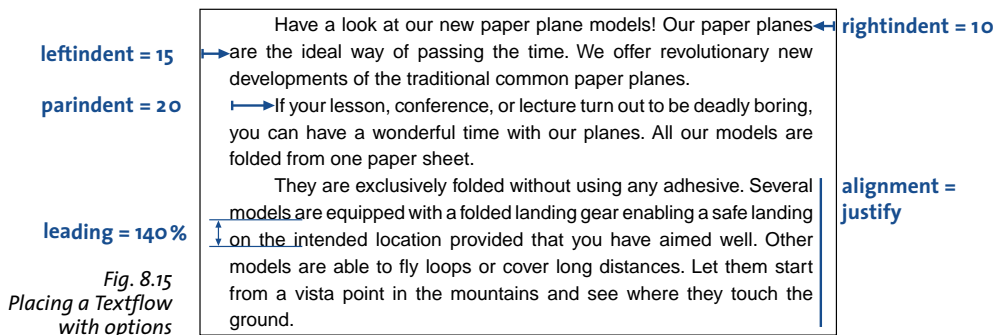 Have a look at our new paper plane models! Our paper planes
are the ideal way of passing the time. We offer revolutionary new
developments of the traditional common paper planes.
If your lesson, conference, or lecture turn out to be deadly boring,
you can have a wonderful time with our planes. All our models are
folded from one paper sheet.
They are exclusively folded without using any adhesive. Several
models are equipped with a folded landing gear enabling a safe landing
on the intended location provided that you have aimed well. Other
models are able to fly loops or cover long distances. Let them start
from a vista point in the mountains and see where they touch the
ground.
leftindent = 15
parindent = 20
leading = 140%
rightindent = 10
alignment =
justify
Fig. 8.15
Placing a Textflow
with options